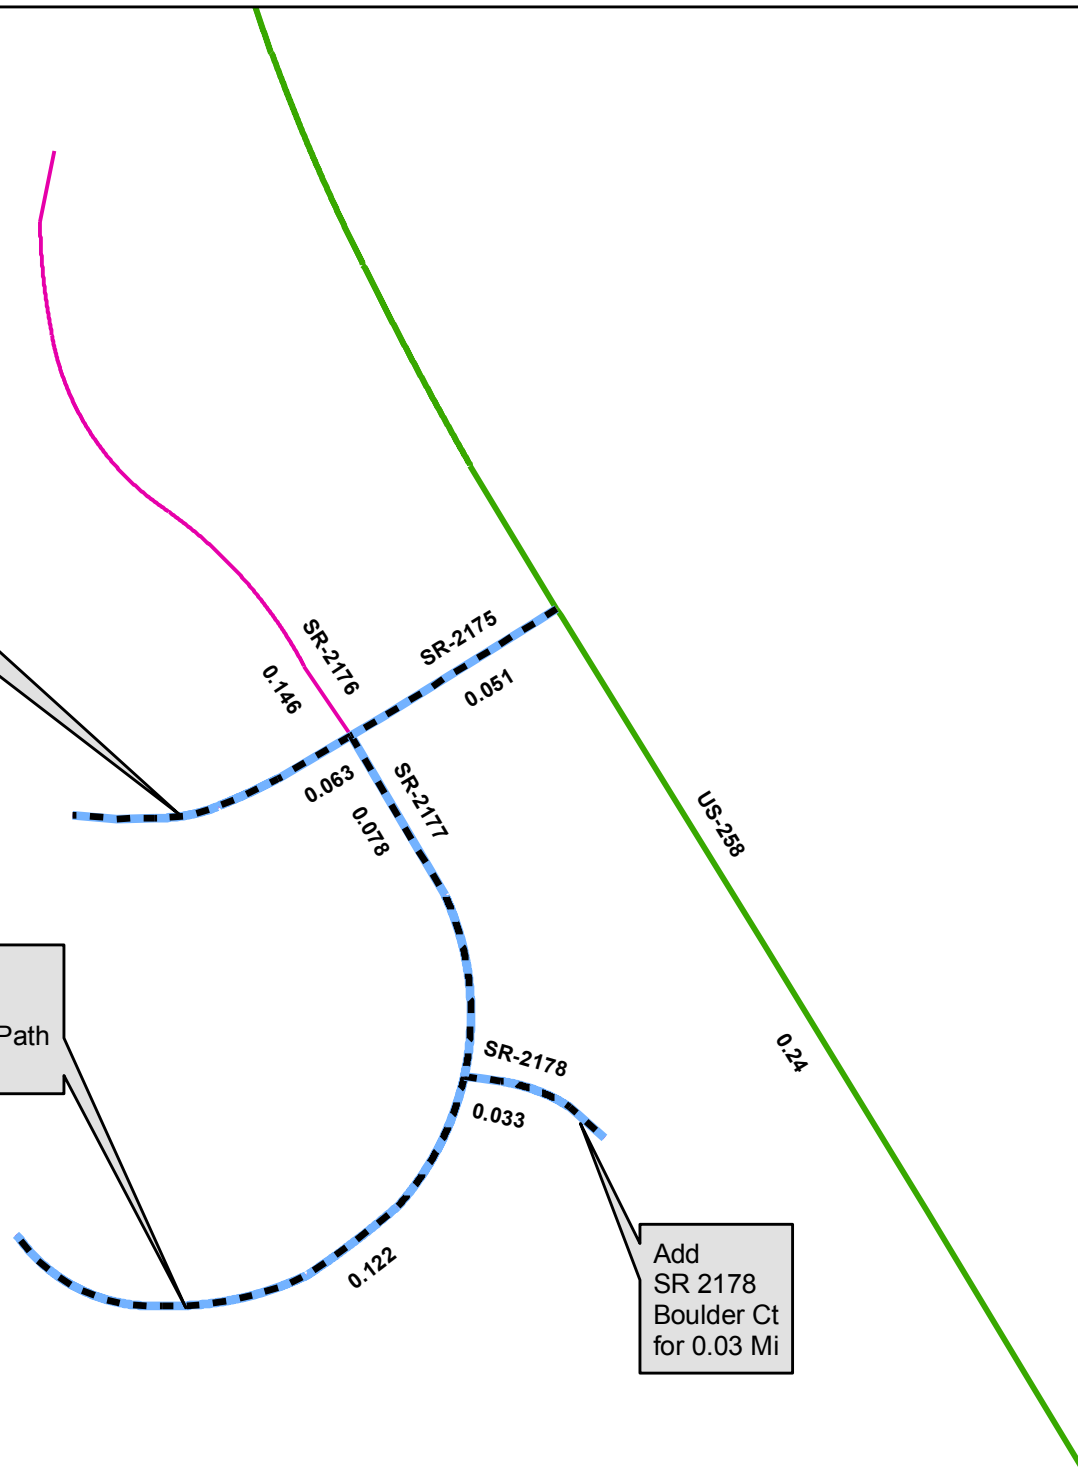 SR-2176
SR-2175
0.146
0.051
0.063
SR-2177
0.078
US-258
Path
SR-2178
0.24
0.033
0.122
Add
SR 2178
Boulder Ct
for 0.03 Mi